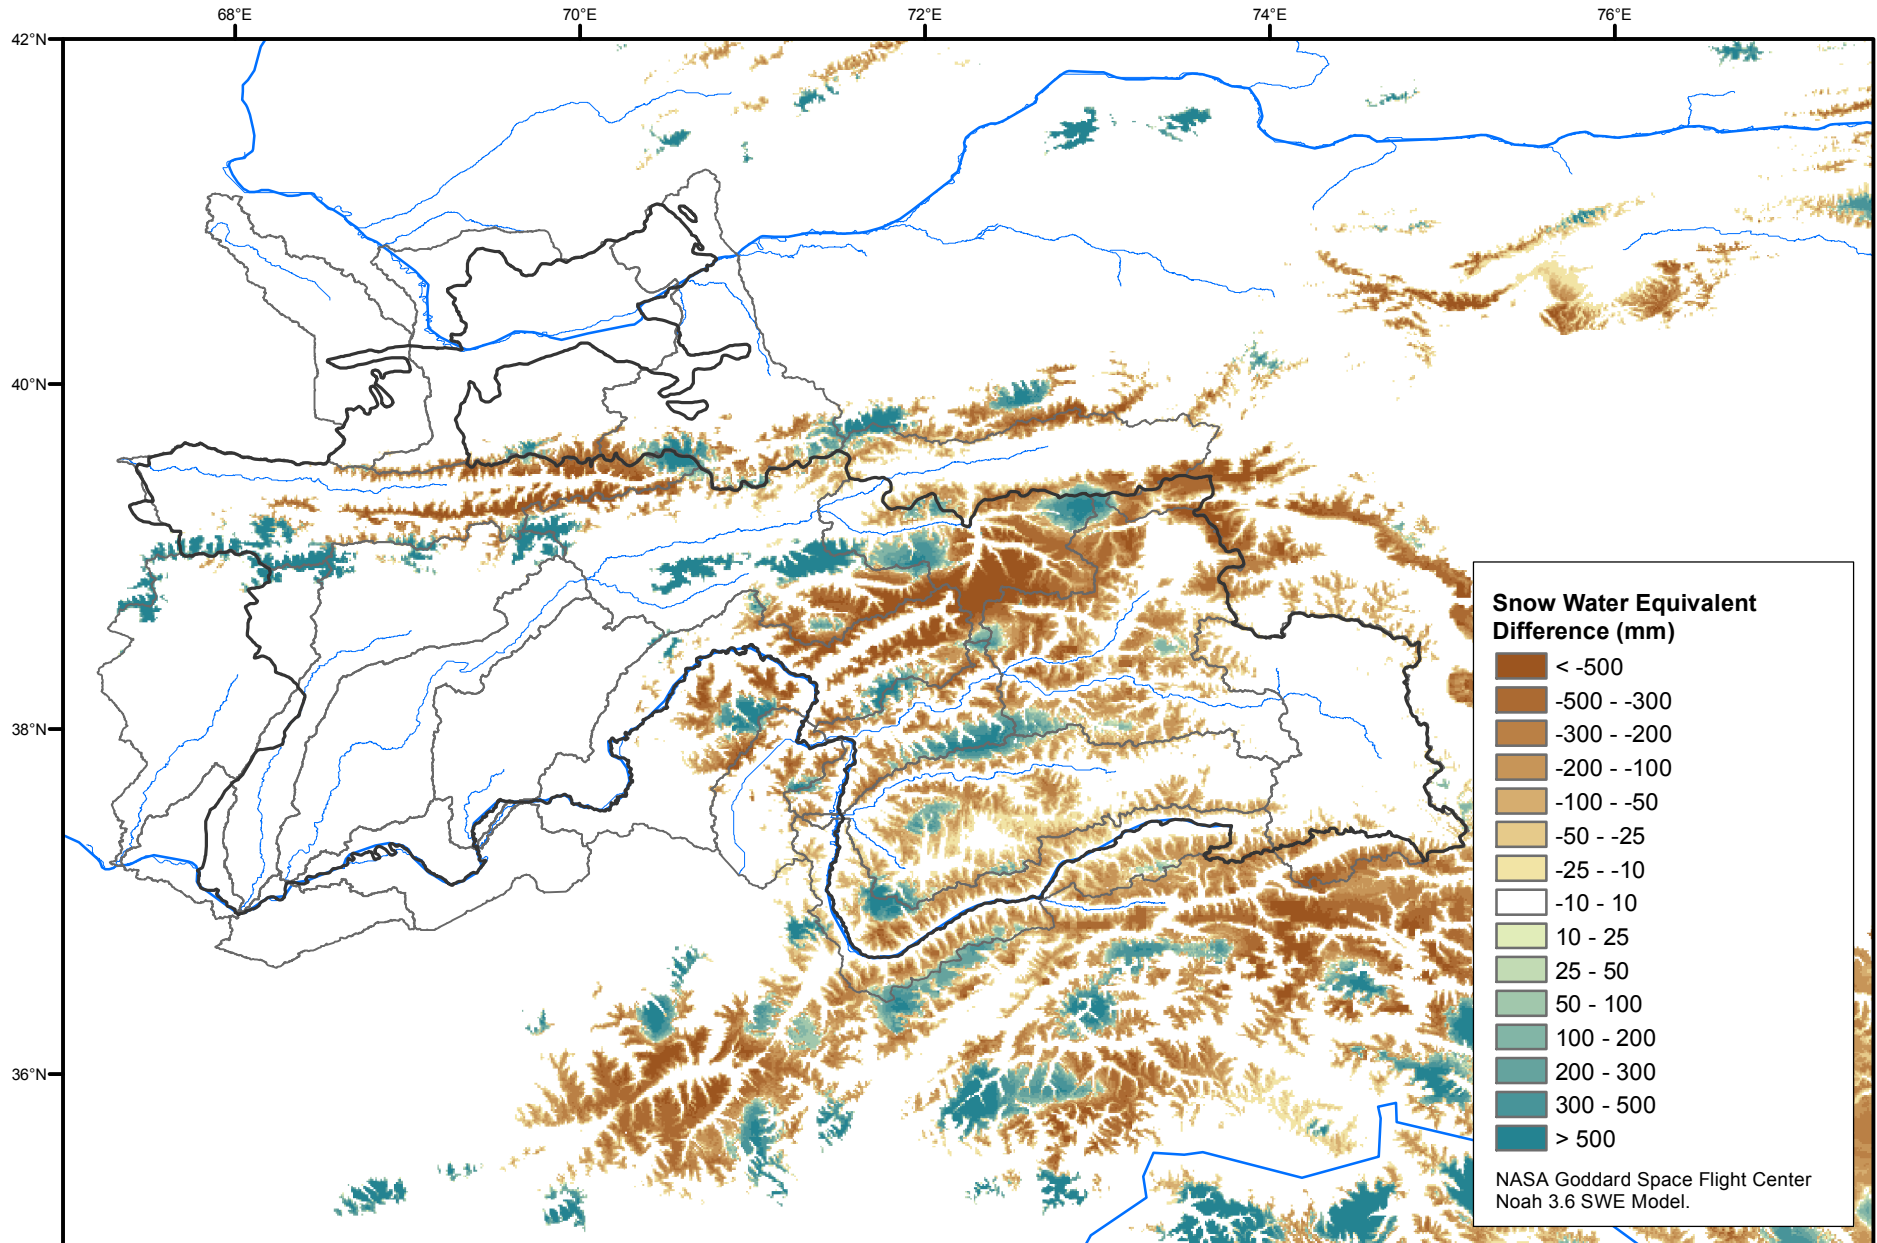 68°E 70°E 72°E 74°E 76°E
42°N
40°N
38°N
36°N
Snow Water Equivalent
Difference (mm)
< -500
-500 - -300
-300 - -200
-200 - -100
-100 - -50
-50 - -25
-25 - -10
-10 - 10
10 - 25
25 - 50
50 - 100
100 - 200
200 - 300
300 - 500
> 500
NASA Goddard Space Flight Center
Noah 3.6 SWE Model.